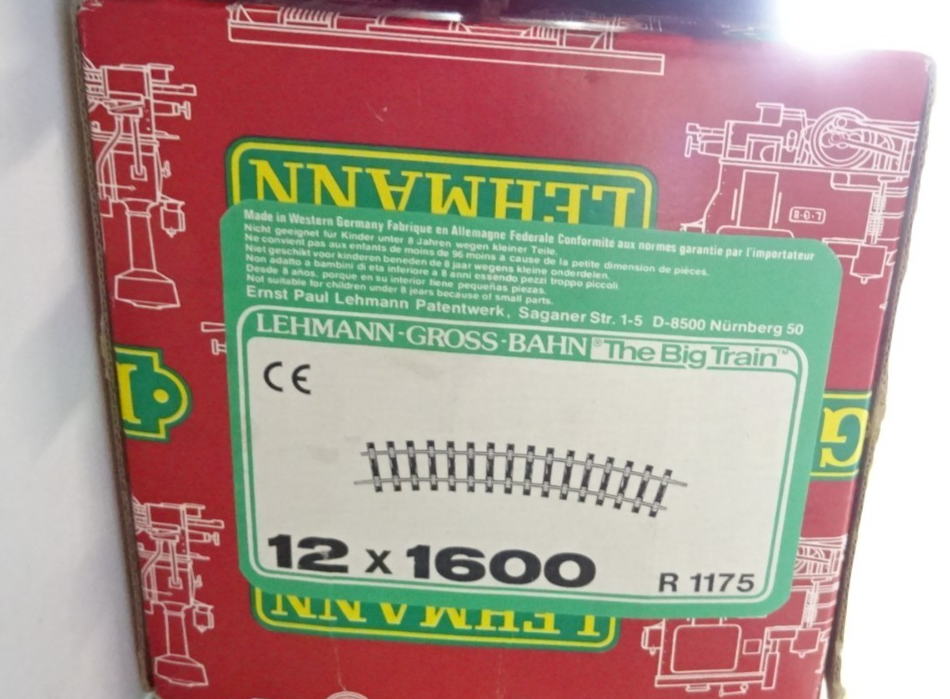 LEHMANN
Made in Western Germany Fabrique en Allemagne Federale Conformité aux normes garantie par l'importateur
Nicht geeignet für Kinder unter 8 Jahren wegen kleiner Teile.
Ne convient pas aux enfants de moins de 96 moins a cause de la petite dimension de pièces.
Niet geschikt voor kinderen beneden de 8 jaar wegens kleine onderdelen.
Non adatto a bambini di eta inferiore a 8 anni essendo pezzi troppo piccoli
Desde 8 años, porque en su interior tiene pequeñas piezas.
Not suitable for children under 8 jears because of small parts.
Ernst Paul Lehmann Patentwerk, Saganer Str. 1-5 D-8500 Nürnberg 50
LEHMANN-GROSS-BAHN ® The Big Train™
CE
12 x 1600 R 1175
LEHMANN
L
G
LGB